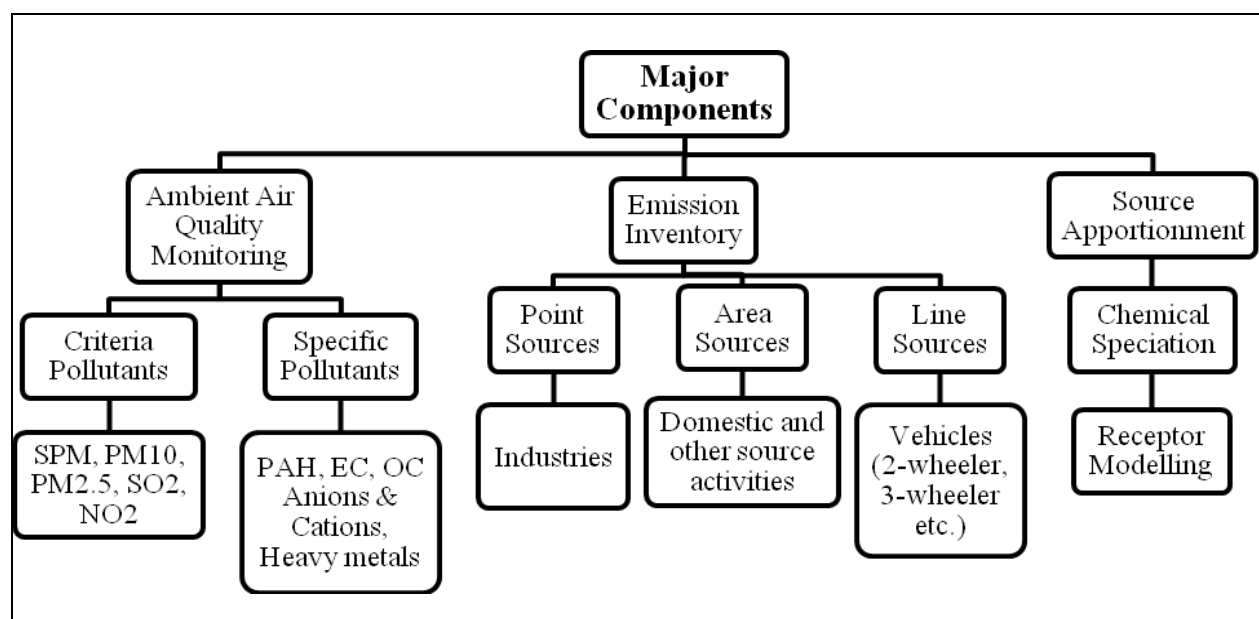 Major
Components
Ambient Air
Quality
Monitoring
Emission
Inventory
Source
Apportionment
Criteria
Pollutants
Specific
Pollutants
Point
Sources
Area
Sources
Line
Sources
Chemical
Speciation
SPM, PM10,
PM2.5, SO2,
NO2
PAH, EC, OC
Anions &
Cations,
Heavy metals
Industries
Domestic and
other source
activities
Vehicles
(2-wheeler,
3-wheeler
etc.)
Receptor
Modelling